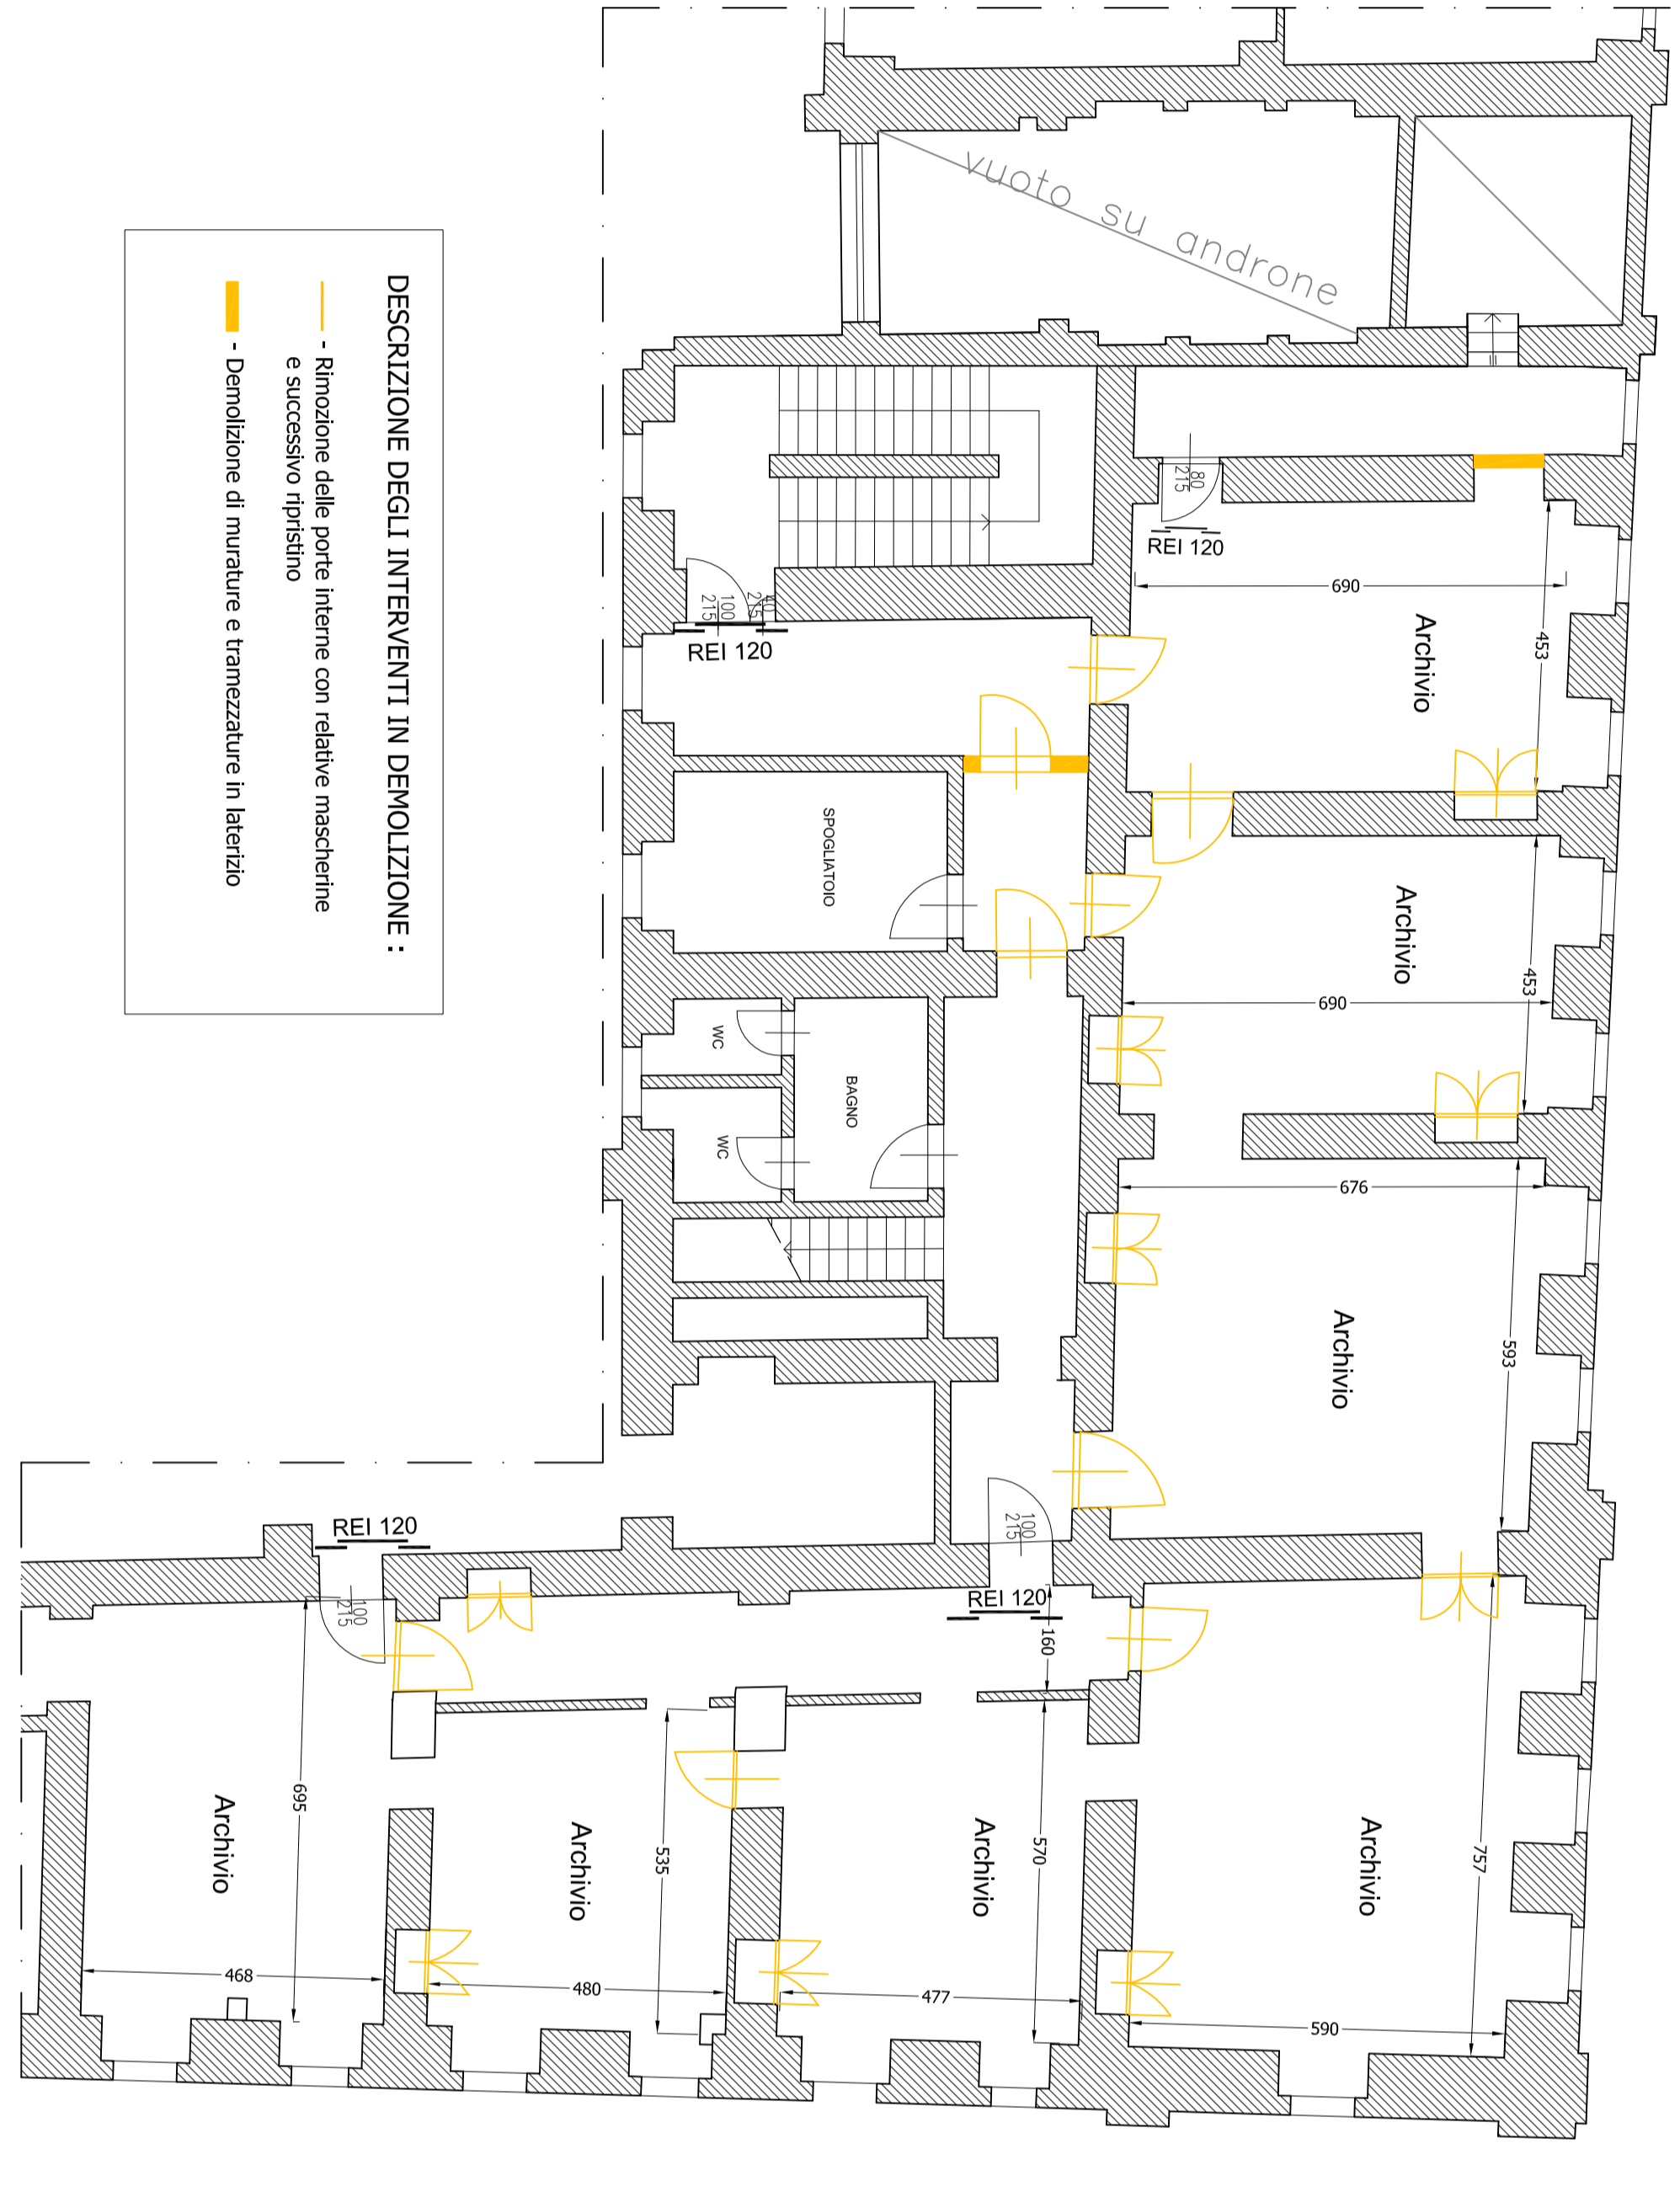 vuoto su androne
80
215
REI 120
690
453
Archivio
40
215
100
215
REI 120
SPOGLIATOIO
Archivio
453
690
WC
BAGNO
WC
676
Archivio
593
100
215
REI 120
160
REI 120
100
215
695
Archivio
468
535
Archivio
480
570
Archivio
477
757
Archivio
590
DESCRIZIONE DEGLI INTERVENTI IN DEMOLIZIONE :
- Rimozione delle porte interne con relative mascherine
e successivo ripristino
- Demolizione di murature e tramezzature in laterizio